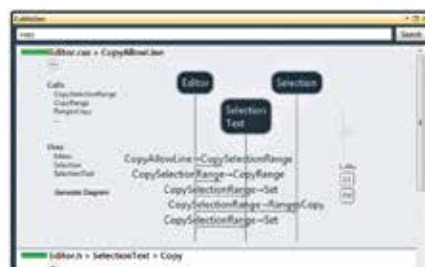 copy
Search
Editor.cxx » CopyAllowLine
Calls
CopySelectionRange
CopyRange
RangeCopy
Uses
Editor
Selection
SelectionText
Generate Diagram
Editor
Selection
Selection
Text
CopyAllowLine→CopySelectionRange
CopySelectionRange→CopyRange
CopySelectionRange→Set
CopySelectionRange→RangeCopy
CopySelectionRange→Set
Editor.h » SelectionText » Copy